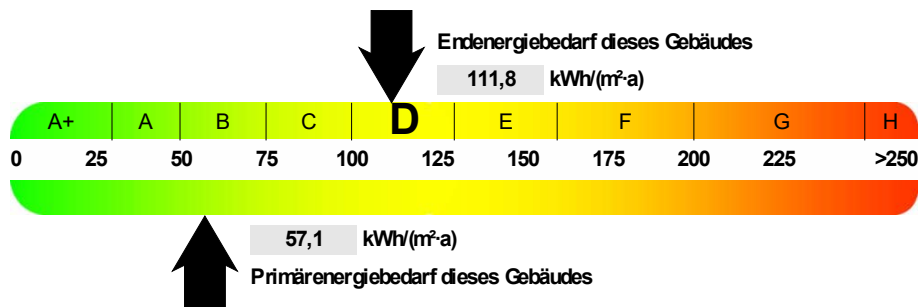 Endenergiebedarf dieses Gebäudes
111,8 kWh/(m²·a)
A+ A B C D E F G H
0 25 50 75 100 125 150 175 200 225 >250
57,1 kWh/(m²·a)
Primärenergiebedarf dieses Gebäudes